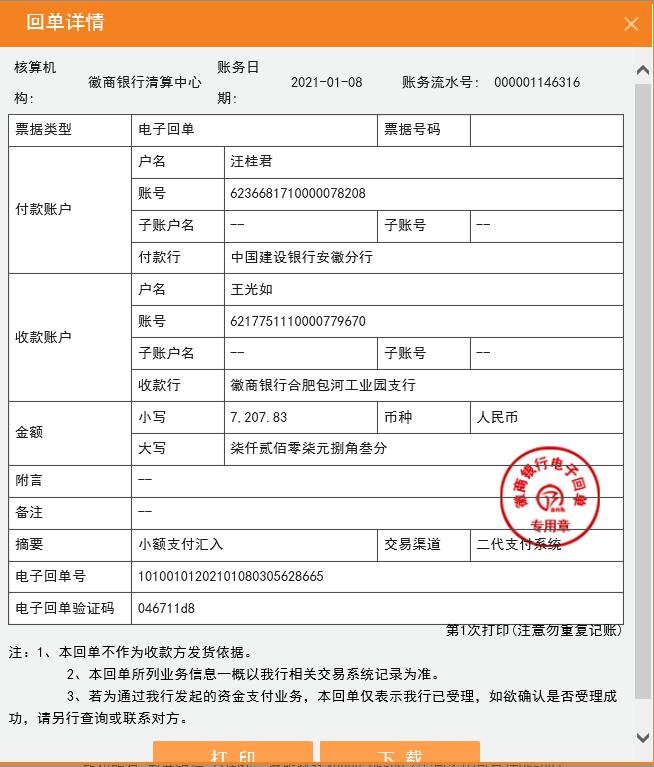 回单详情
核算机构: 徽商银行清算中心 账务日期: 2021-01-08 账务流水号: 000001146316
票据类型 电子回单 票据号码
付款账户
户名 汪桂君
账号 6236681710000078208
子账户名 -- 子账号 --
付款行 中国建设银行安徽分行
收款账户
户名 王光如
账号 6217751110000779670
子账户名 -- 子账号 --
收款行 徽商银行合肥包河工业园支行
金额
小写 7,207.83 币种 人民币
大写 柒仟贰佰零柒元捌角叁分
附言 --
备注 --
徽商银行电子回单
Bank
专用章
摘要 小额支付汇入 交易渠道 二代支付系统
电子回单号 10100101202101080305628665
电子回单验证码 046711d8
第1次打印(注意勿重复记账)
注: 1、本回单不作为收款方发货依据。
2、本回单所列业务信息一概以我行相关交易系统记录为准。
3、若为通过我行发起的资金支付业务，本回单仅表示我行已受理，如欲确认是否受理成
功，请另行查询或联系对方。
打印 下载